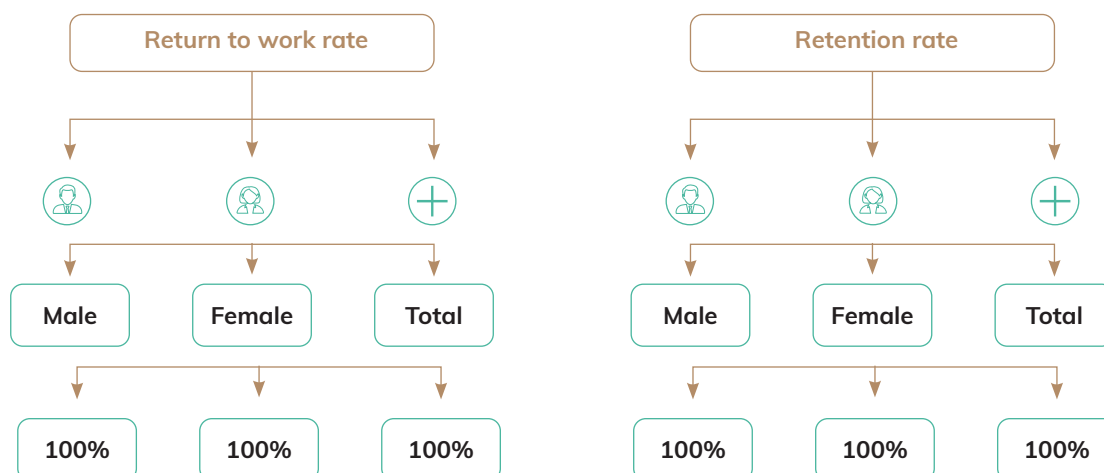 Return to work rate
Male Female Total
100% 100% 100%
Retention rate
Male Female Total
100% 100% 100%